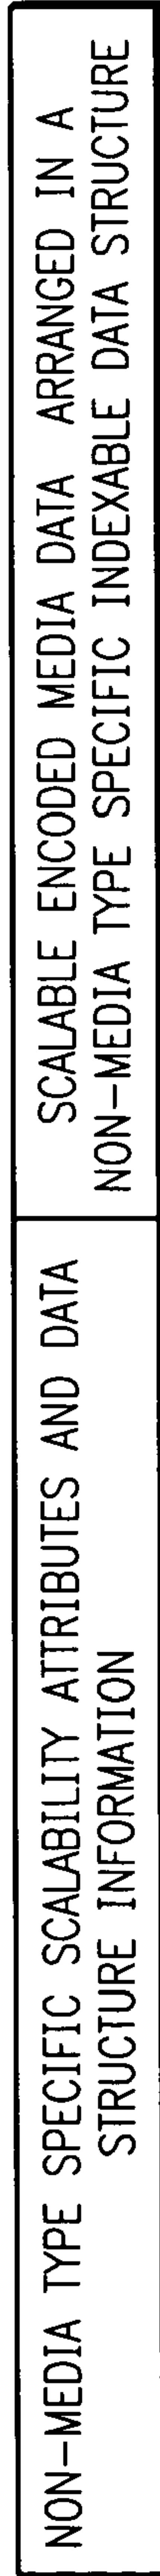 NON-MEDIA TYPE SPECIFIC SCALABILITY ATTRIBUTES AND DATA
STRUCTURE INFORMATION
SCALABLE ENCODED MEDIA DATA ARRANGED IN A
NON-MEDIA TYPE SPECIFIC INDEXABLE DATA STRUCTURE